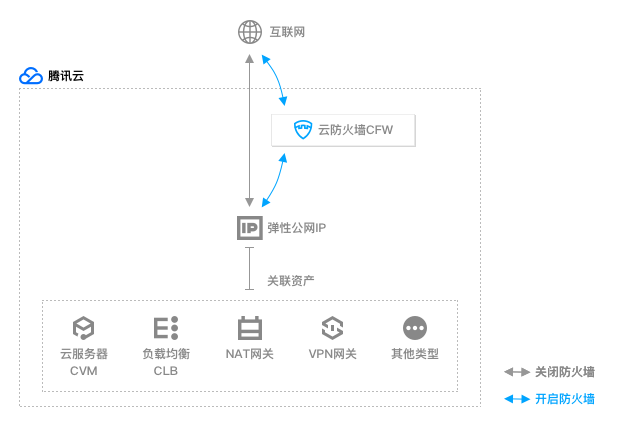 互联网
腾讯云
云防火墙CFW
IP
弹性公网IP
关联资产
云服务器
CVM
负载均衡
CLB
NAT网关
VPN网关
其他类型
关闭防火墙
开启防火墙